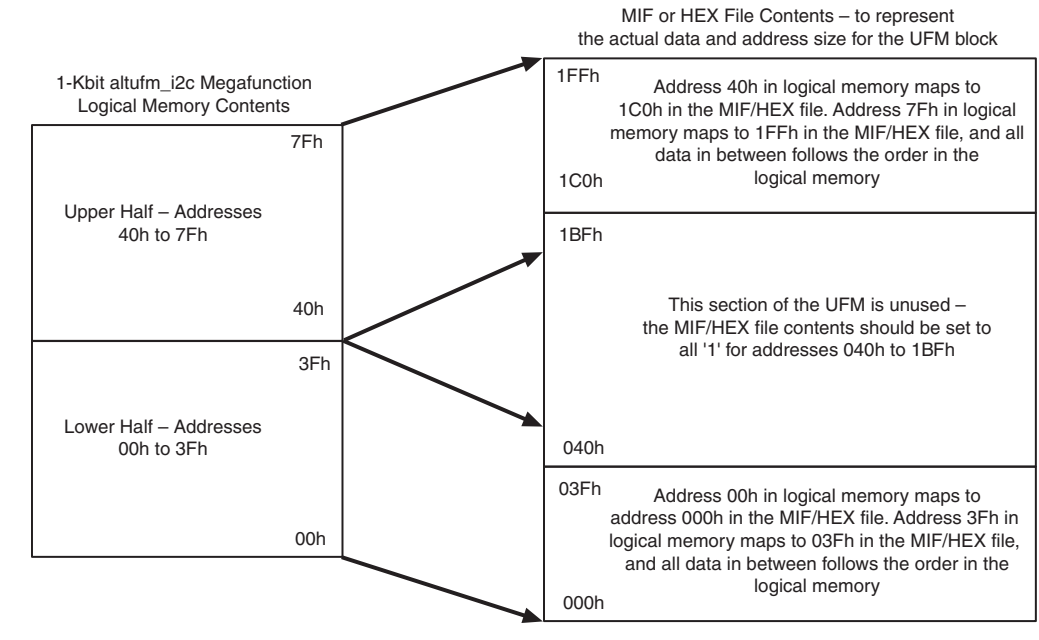 MIF or HEX File Contents – to represent
the actual data and address size for the UFM block
1-Kbit altufm_i2c Megafunction
Logical Memory Contents
7Fh
Upper Half – Addresses
40h to 7Fh
40h
3Fh
Lower Half – Addresses
00h to 3Fh
00h
1FFh
Address 40h in logical memory maps to
1C0h in the MIF/HEX file. Address 7Fh in logical
memory maps to 1FFh in the MIF/HEX file, and all
data in between follows the order in the
logical memory
1C0h
1BFh
This section of the UFM is unused –
the MIF/HEX file contents should be set to
all '1' for addresses 040h to 1BFh
040h
03Fh
Address 00h in logical memory maps to
address 000h in the MIF/HEX file. Address 3Fh in
logical memory maps to 03Fh in the MIF/HEX file,
and all data in between follows the order in the
logical memory
000h